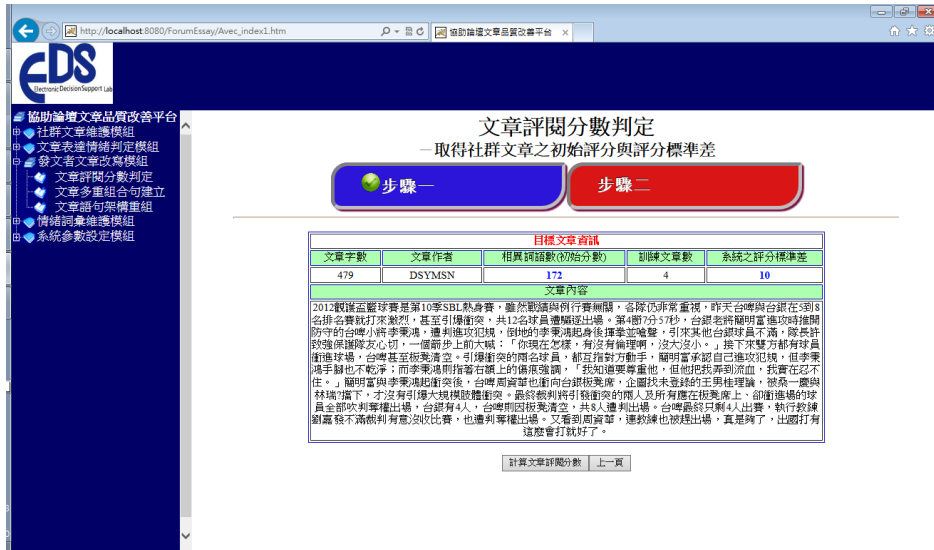 http://localhost:8080/ForumEssay/Avec_index1.htm
協助論壇文章品質改善平台
EDS
Electronic Decision Support Lab
協助論壇文章品質改善平台
社群文章維護模組
文章表達情緒判定模組
發文者文章改寫模組
文章評閱分數判定
文章多重組合句建立
文章語句架構重組
情緒詞彙維護模組
系統參數設定模組
文章評閱分數判定
－取得社群文章之初始評分與評分標準差
步驟一
步驟二
目標文章資訊
文章字數 文章作者 相異詞語數(初始分數) 訓練文章數 系統之評分標準差
479 DSYMSN 172 4 10
文章內容
2012觀護盃籃球賽是第10季SBL熱身賽，雖然戰績與例行賽無關，各隊仍非常重視，昨天台啤與台銀在5到8
名排名賽就打來激烈，甚至引爆衝突，共12名球員遭驅逐出場。第4節7分57秒，台銀老將簡明富進攻時推開
防守的台啤小將李秉鴻，遭判進攻犯規，倒地的李秉鴻起身後揮拳並嗆聲，引來其他台銀球員不滿，隊長許
致強保護隊友心切，一個箭步上前大喊：「你現在怎樣，有沒有倫理啊，沒大沒小。」接下來雙方都有球員
衝進球場，台啤甚至板凳清空。引爆衝突的兩名球員，都互指對方動手，簡明富承認自己進攻犯規，但李秉
鴻手腳也不乾淨；而李秉鴻則指著右額上的傷痕強調，「我知道要尊重他，但他把我弄到流血，我實在忍不
住。」簡明富與李秉鴻起衝突後，台啤周資華也衝向台銀板凳席，企圖找未登錄的王男桂理論，被桑一慶與
林瑞?擋下，才沒有引爆大規模肢體衝突。最終裁判將引發衝突的兩人及所有應在板凳席上、卻衝進場的球
員全部吹判奪權出場，台銀有4人，台啤則因板凳清空，共8人遭判出場。台啤最終只剩4人出賽，執行教練
劉嘉發不滿裁判有意沒收比賽，也遭判奪權出場。又看到周資華，連教練也被趕出場，真是夠了，出國打有
這麼會打就好了。
計算文章評閱分數 上一頁